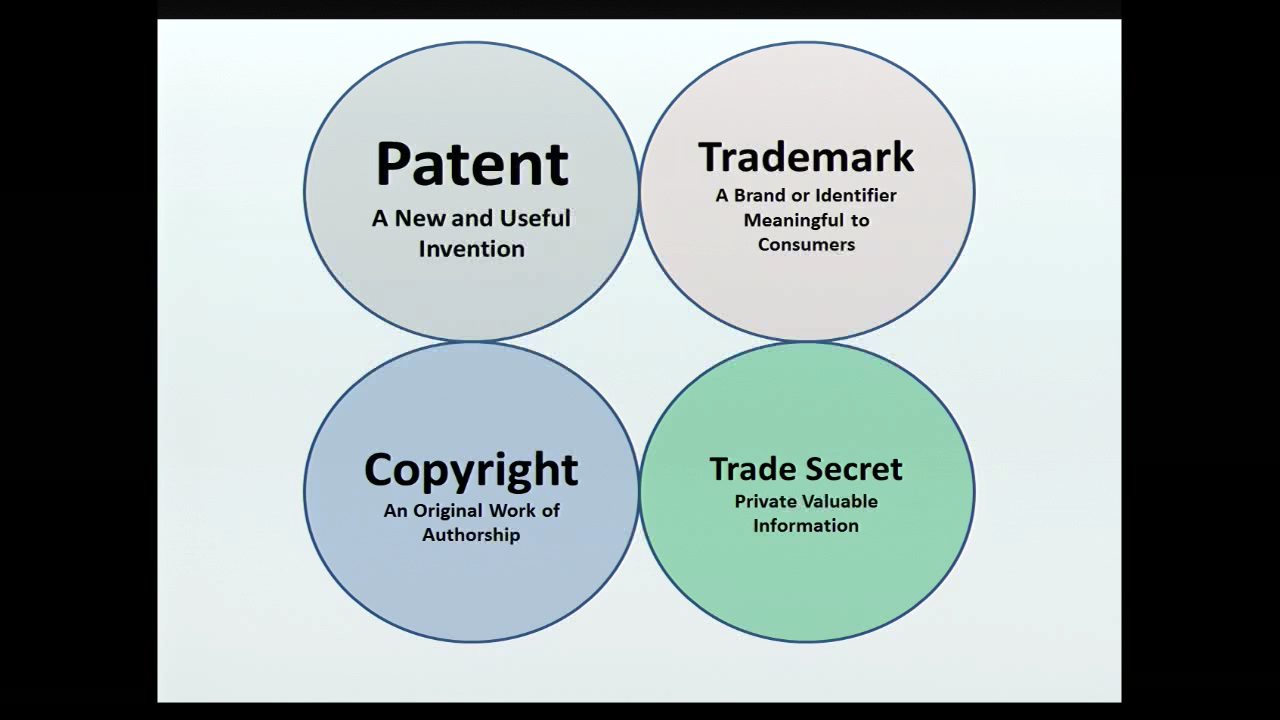 Patent
A New and Useful
Invention
Trademark
A Brand or Identifier
Meaningful to
Consumers
Copyright
An Original Work of
Authorship
Trade Secret
Private Valuable
Information